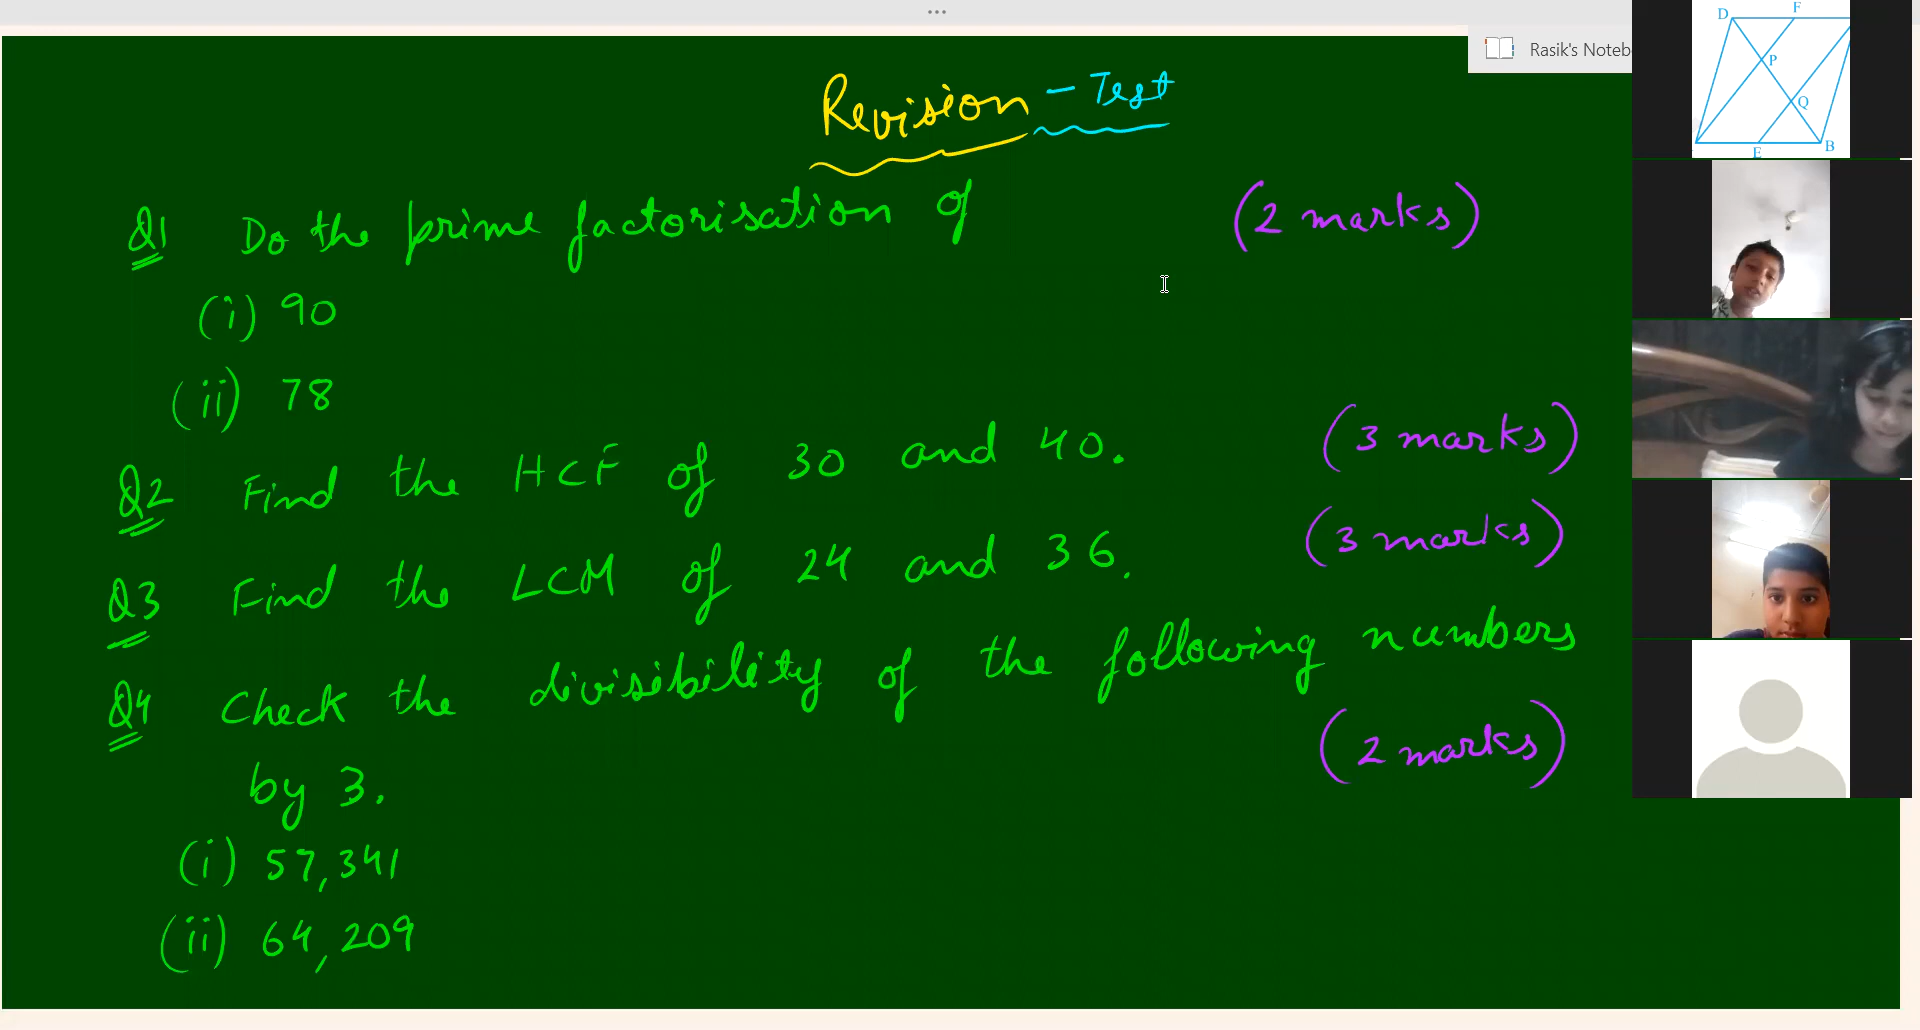 Rasik's Noteb
Revision - Test
Q1 Do the prime factorisation of (2 marks)
(i) 90
(ii) 78
Q2 Find the HCF of 30 and 40. (3 marks)
Q3 Find the LCM of 24 and 36. (3 marks)
Q4 Check the divisibility of the following numbers
by 3. (2 marks)
(i) 57,341
(ii) 64,209
D F
P
Q
E B